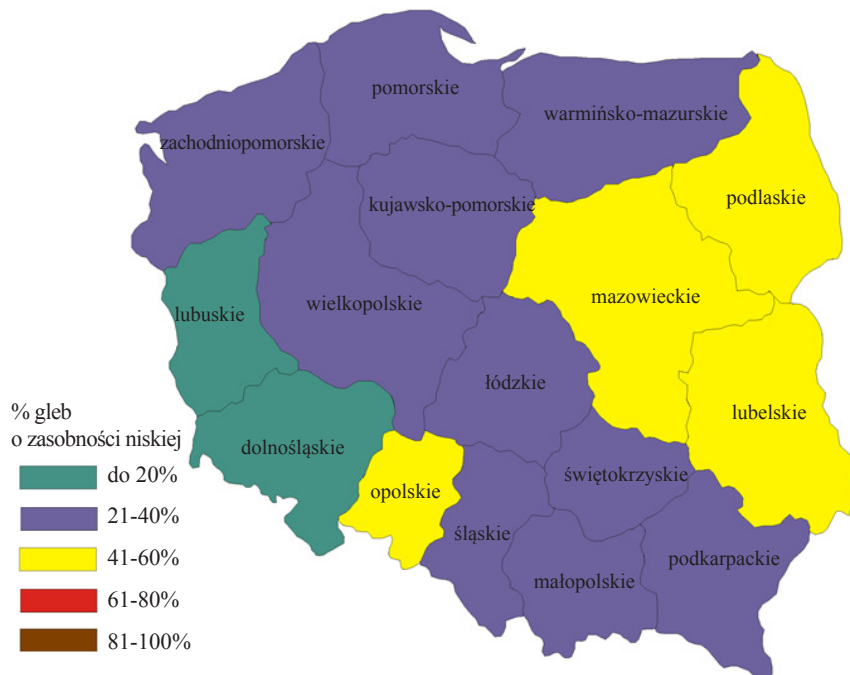 pomorskie
warmińsko-mazurskie
zachodniopomorskie
podlaskie
kujawsko-pomorskie
mazowieckie
wielkopolskie
lubuskie
łódzkie
lubelskie
% gleb
o zasobności niskiej
dolnośląskie
świętokrzyskie
do 20%
opolskie
21-40%
śląskie
podkarpackie
41-60%
małopolskie
61-80%
81-100%